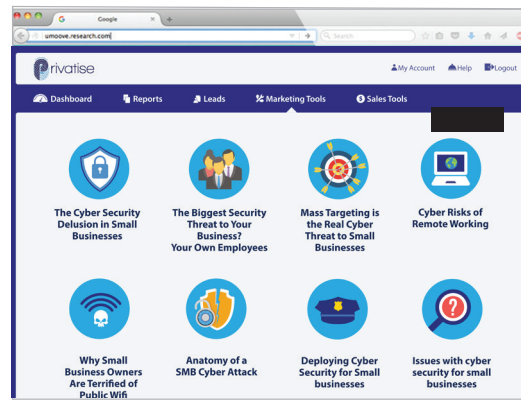 Google
umoove.research.com
Search
Privatise
My Account Help Logout
Dashboard Reports Leads Marketing Tools Sales Tools
The Cyber Security
Delusion in Small
Businesses
The Biggest Security
Threat to Your
Business?
Your Own Employees
Mass Targeting is
the Real Cyber
Threat to Small
Businesses
Cyber Risks of
Remote Working
Why Small
Business Owners
Are Terrified of
Public Wifi
Anatomy of a
SMB Cyber Attack
Deploying Cyber
Security for Small
businesses
Issues with cyber
security for small
businesses